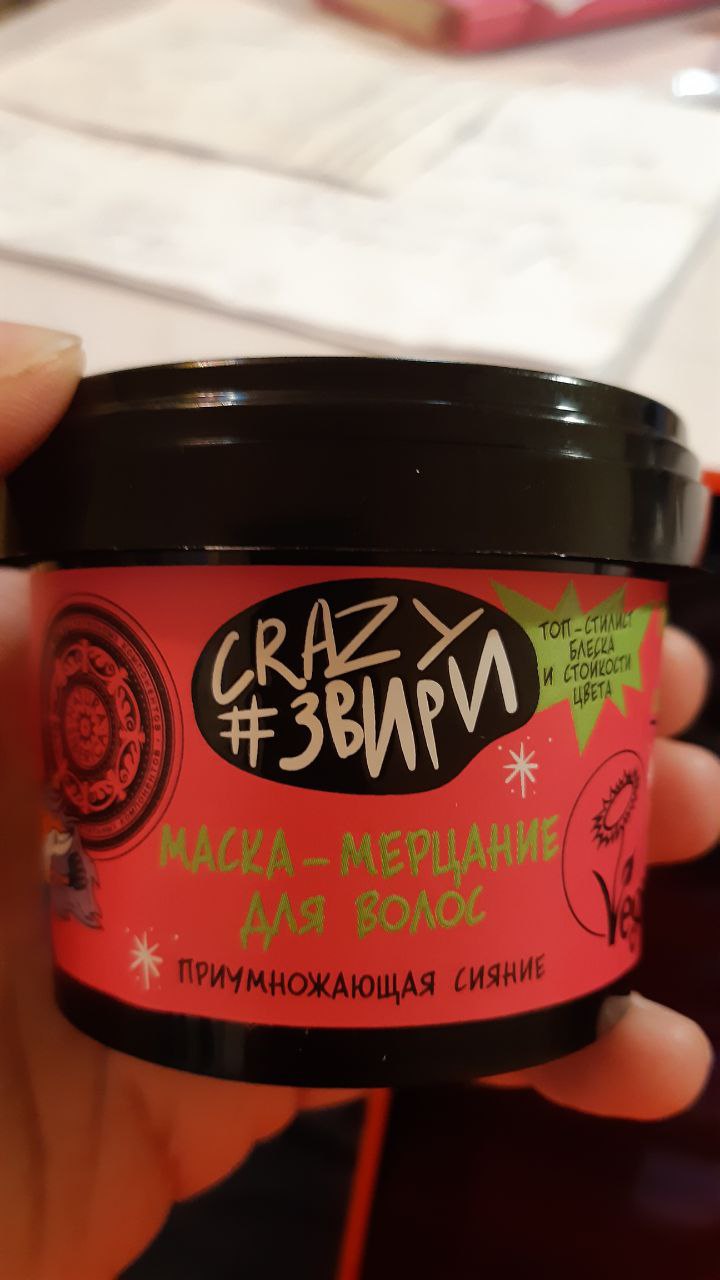 CRAZY
#ЗВИРИ
ТОП-СТИЛИСТ
БЛЕСКА
И СТОЙКОСТИ
ЦВЕТА
МАСКА-МЕРЦАНИЕ
ДЛЯ ВОЛОС
ПРИУМНОЖАЮЩАЯ СИЯНИЕ